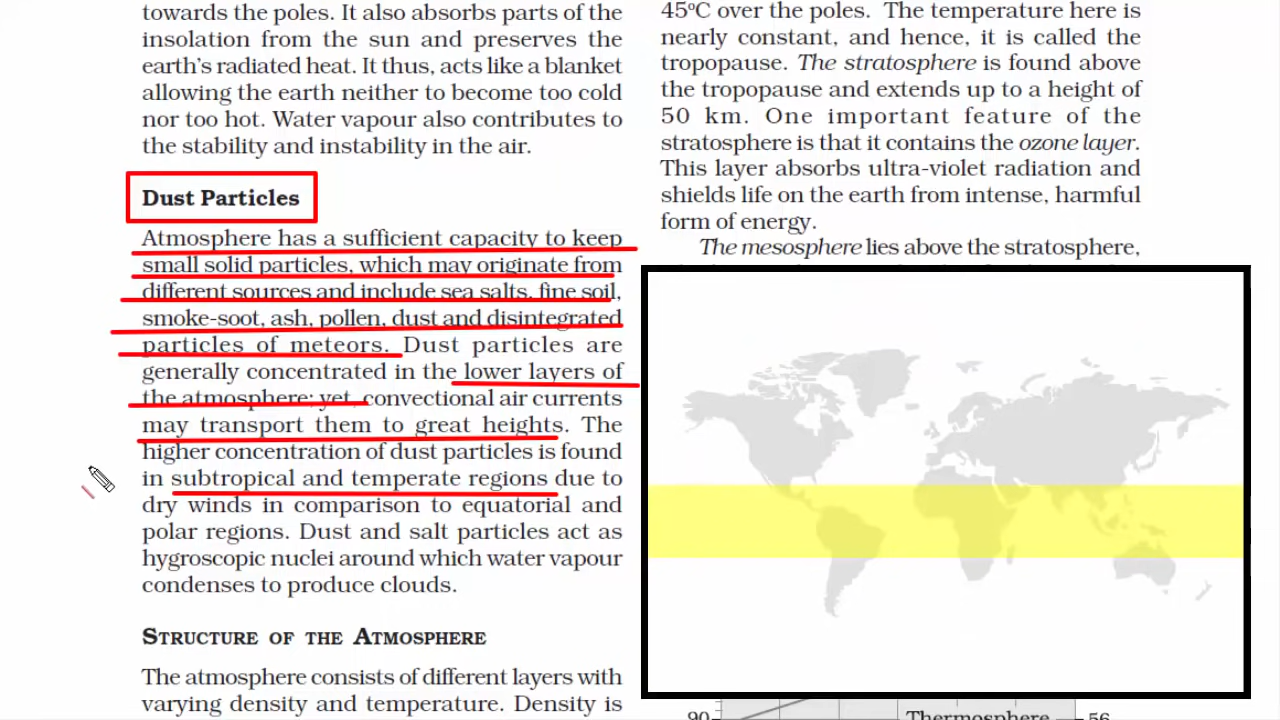 towards the poles. It also absorbs parts of the
insolation from the sun and preserves the
earth's radiated heat. It thus, acts like a blanket
allowing the earth neither to become too cold
nor too hot. Water vapour also contributes to
the stability and instability in the air.
Dust Particles
Atmosphere has a sufficient capacity to keep
small solid particles, which may originate from
different sources and include sea salts, fine soil,
smoke-soot, ash, pollen, dust and disintegrated
particles of meteors. Dust particles are
generally concentrated in the lower layers of
the atmosphere; yet, convectional air currents
may transport them to great heights. The
higher concentration of dust particles is found
in subtropical and temperate regions due to
dry winds in comparison to equatorial and
polar regions. Dust and salt particles act as
hygroscopic nuclei around which water vapour
condenses to produce clouds.
STRUCTURE OF THE ATMOSPHERE
The atmosphere consists of different layers with
varying density and temperature. Density is
45ºC over the poles. The temperature here is
nearly constant, and hence, it is called the
tropopause. The stratosphere is found above
the tropopause and extends up to a height of
50 km. One important feature of the
stratosphere is that it contains the ozone layer.
This layer absorbs ultra-violet radiation and
shields life on the earth from intense, harmful
form of energy.
The mesosphere lies above the stratosphere,
90 Thermosphere 56